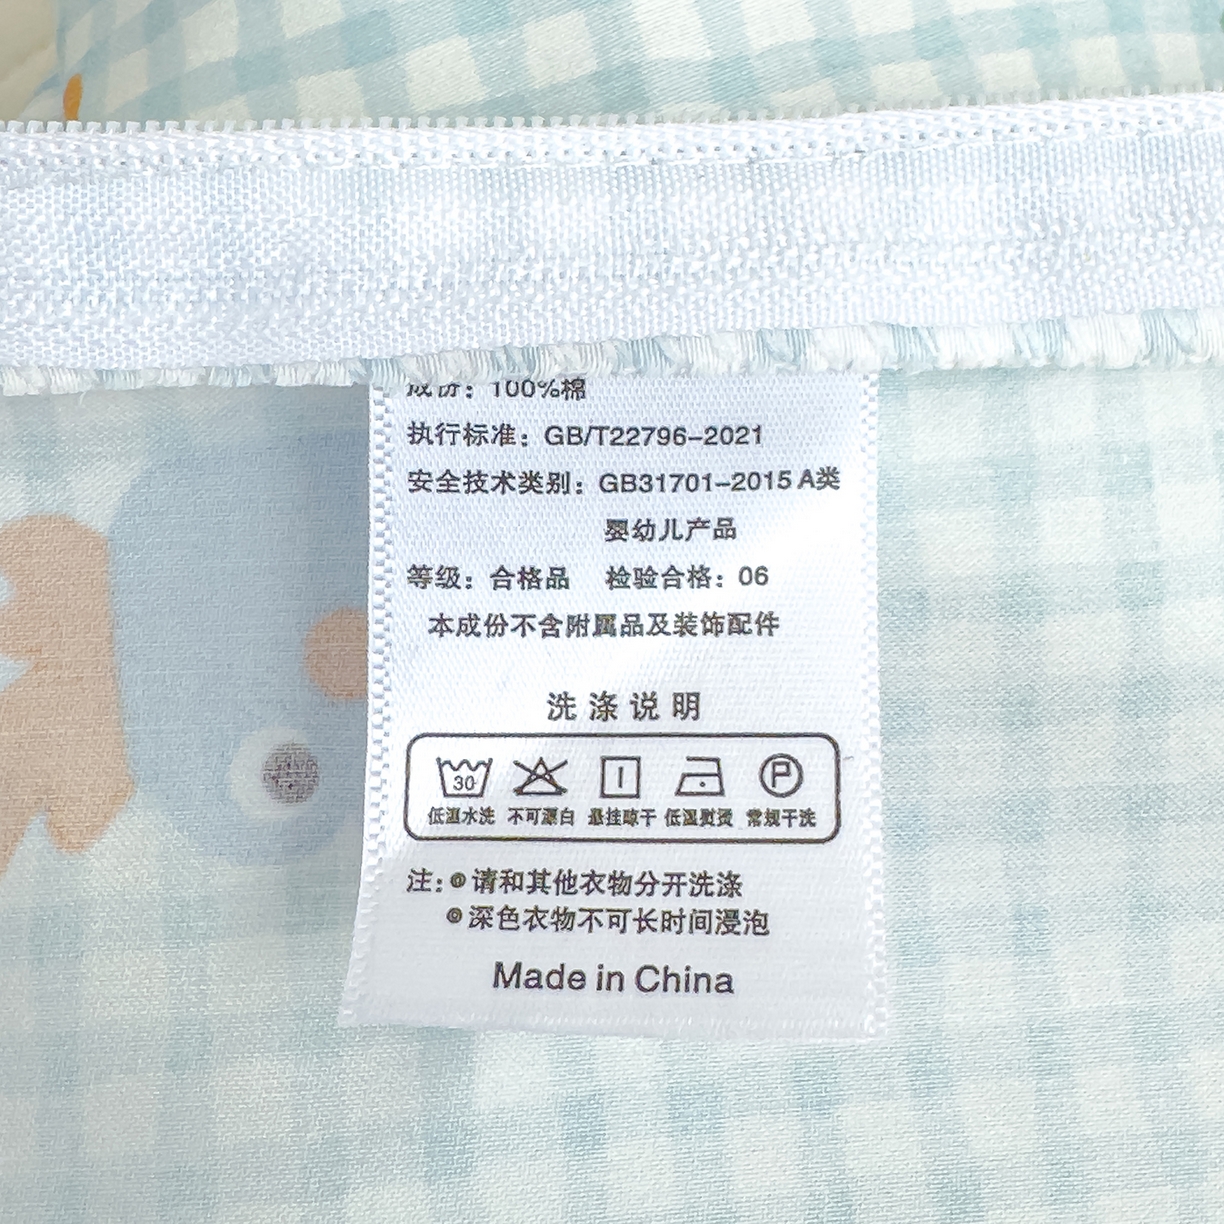 成份：100%棉
执行标准：GB/T22796-2021
安全技术类别：GB31701-2015 A类
婴幼儿产品
等级：合格品 检验合格：06
本成份不含附属品及装饰配件
洗涤说明
30
低温水洗 不可漂白 悬挂晾干 低温熨烫 常规干洗
P
注：◎请和其他衣物分开洗涤
◎深色衣物不可长时间浸泡
Made in China